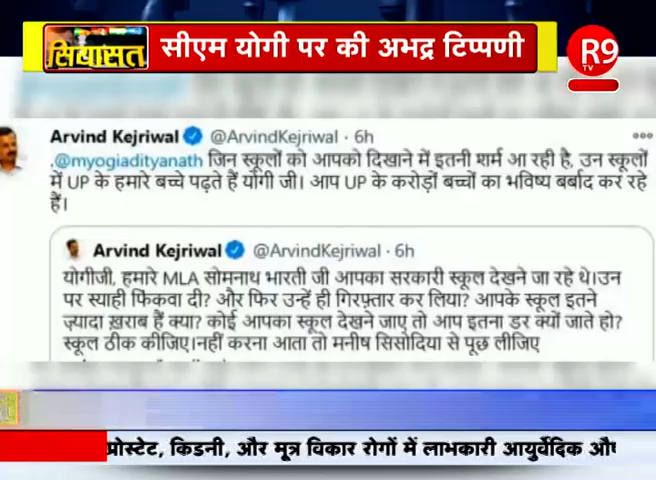 सियासत
सीएम योगी पर की अभद्र टिप्पणी
R9
TV
Arvind Kejriwal @ArvindKejriwal · 6h
.@myogiadityanath जिन स्कूलों को आपको दिखाने में इतनी शर्म आ रही है, उन स्कूलों
में UP के हमारे बच्चे पढ़ते हैं योगी जी। आप UP के करोड़ों बच्चों का भविष्य बर्बाद कर रहे
हैं।
Arvind Kejriwal @ArvindKejriwal · 6h
योगीजी, हमारे MLA सोमनाथ भारती जी आपका सरकारी स्कूल देखने जा रहे थे।उन
पर स्याही फिंकवा दी? और फिर उन्हें ही गिरफ़्तार कर लिया? आपके स्कूल इतने
ज़्यादा ख़राब हैं क्या? कोई आपका स्कूल देखने जाए तो आप इतना डर क्यों जाते हो?
स्कूल ठीक कीजिए।नहीं करना आता तो मनीष सिसोदिया से पूछ लीजिए
प्रोस्टेट, किडनी, और मूत्र विकार रोगों में लाभकारी आयुर्वेदिक